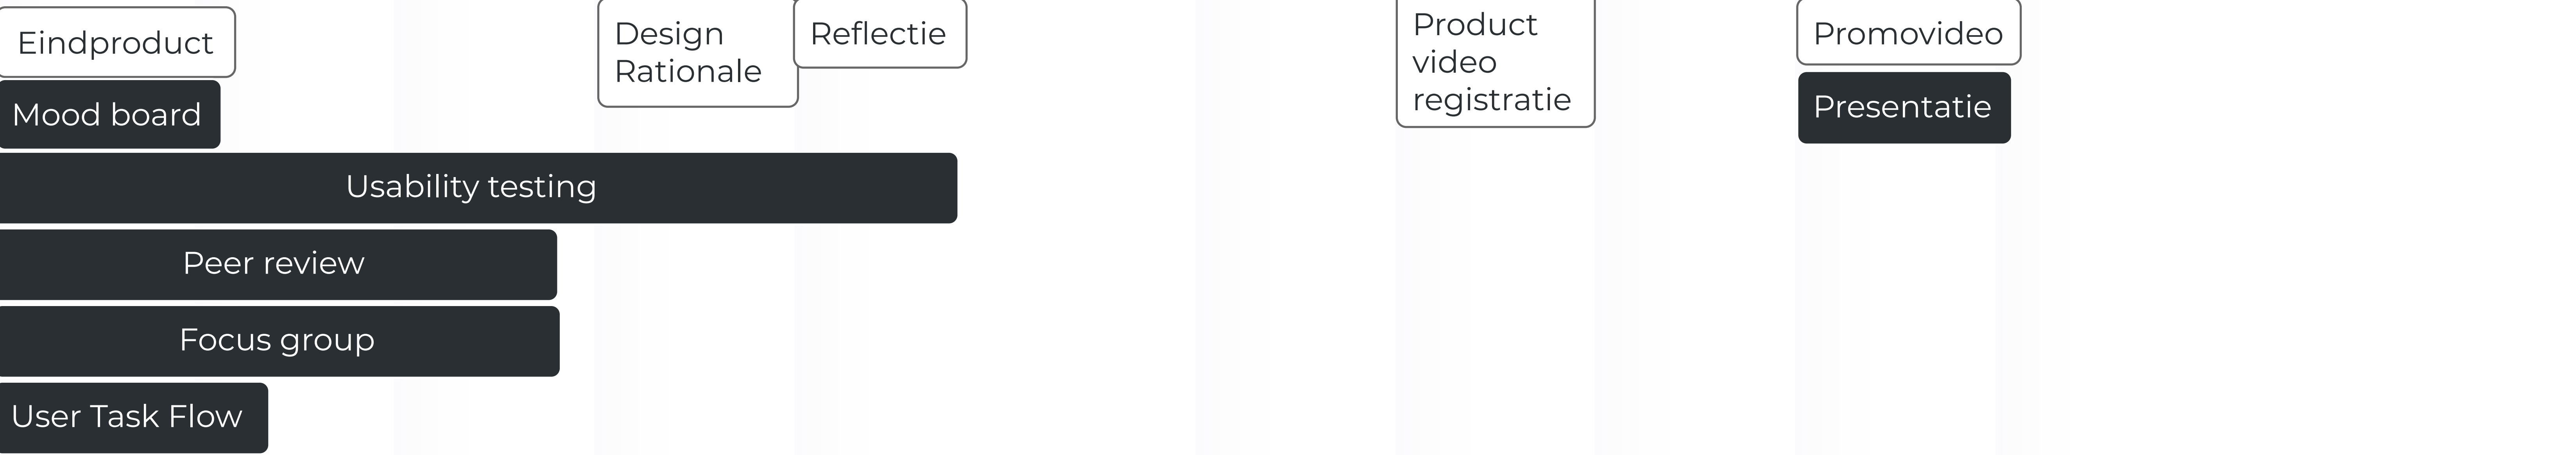 Eindproduct
Design
Rationale
Reflectie
Product
video
registratie
Promovideo
Mood board
Presentatie
Usability testing
Peer review
Focus group
User Task Flow